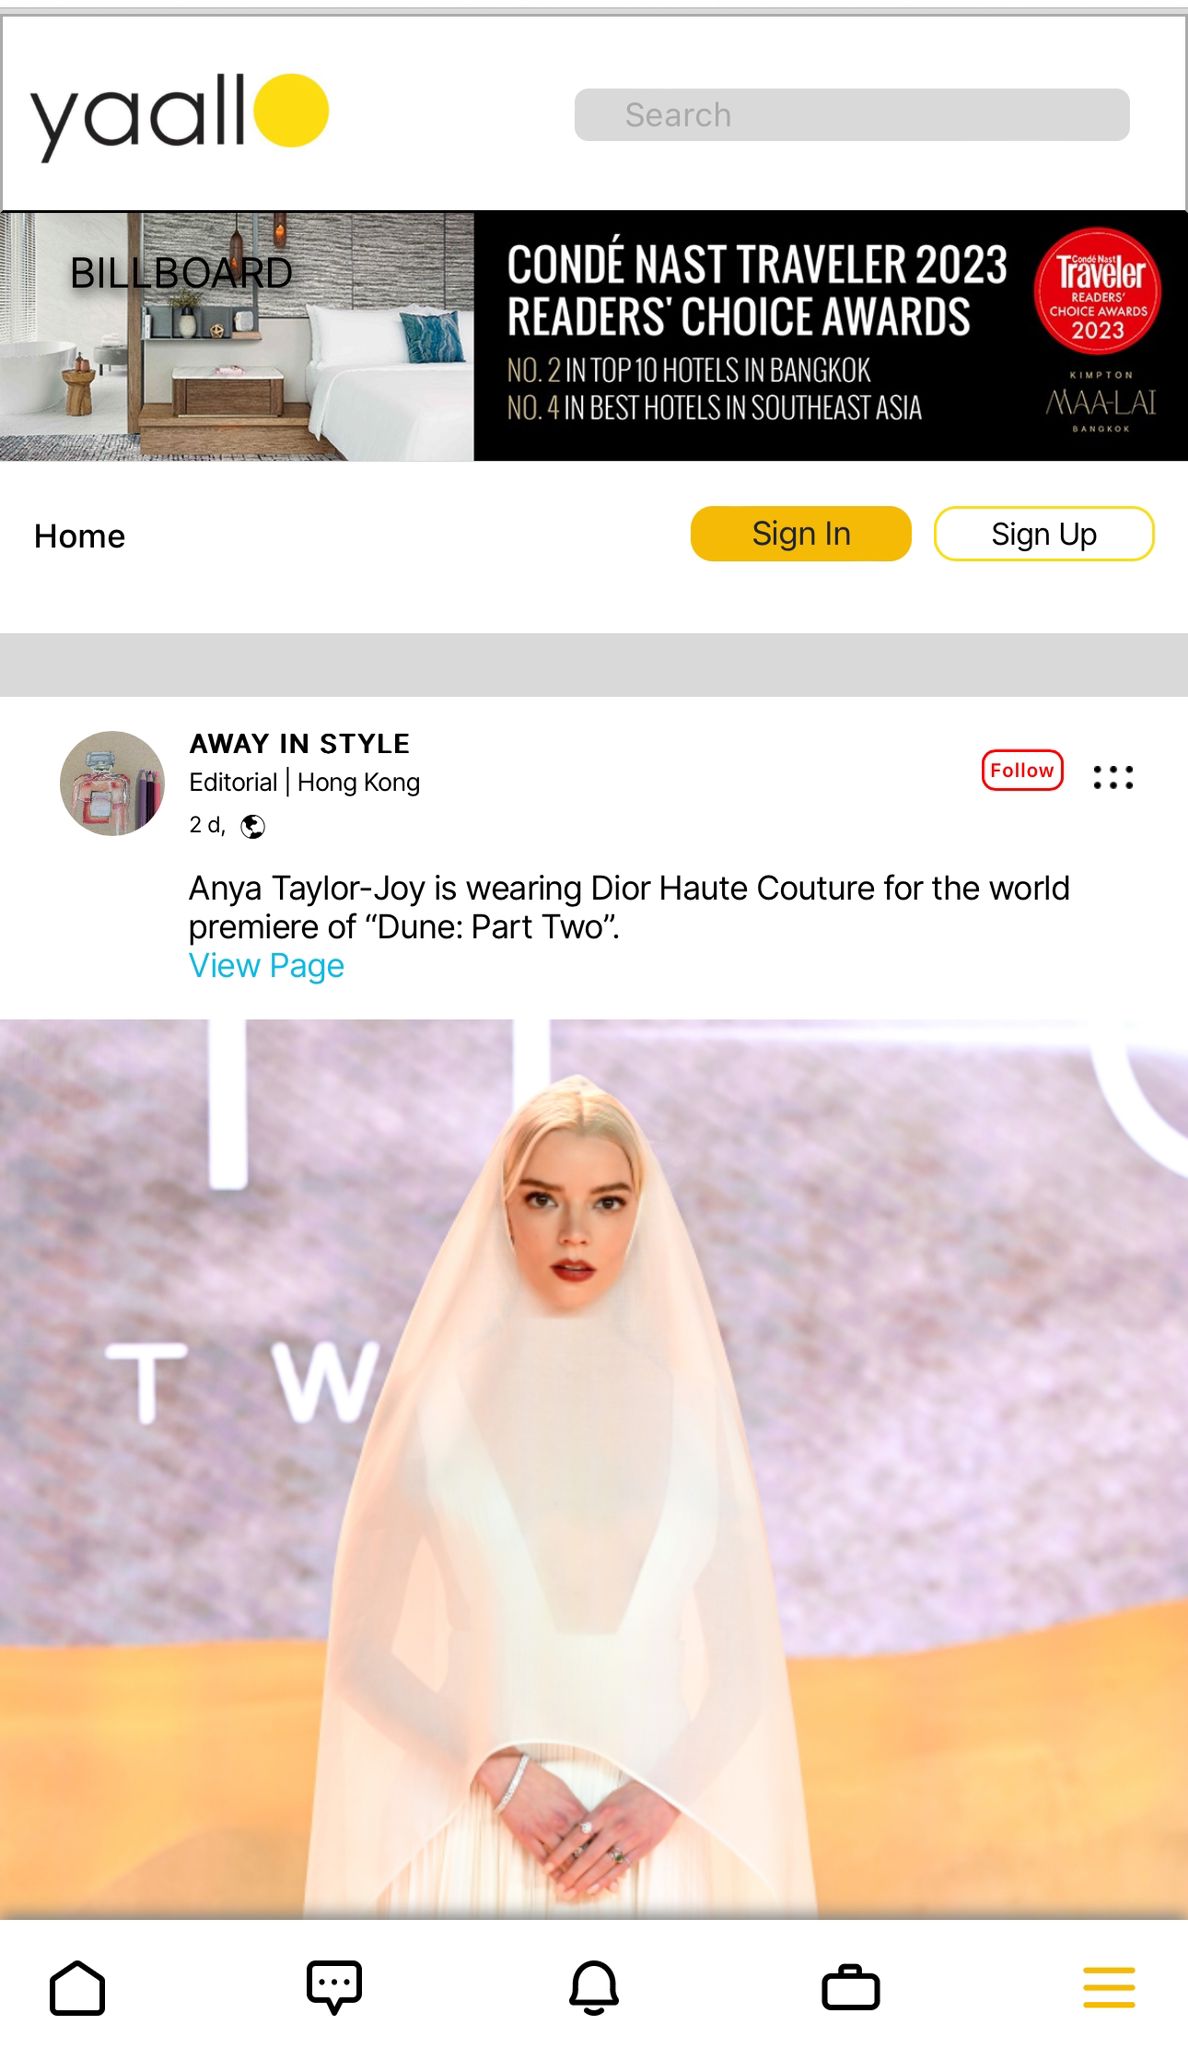 yaallo
Search
BILLBOARD
CONDÉ NAST TRAVELER 2023
READERS' CHOICE AWARDS
NO. 2 IN TOP 10 HOTELS IN BANGKOK
NO. 4 IN BEST HOTELS IN SOUTHEAST ASIA
Condé Nast
Traveler
READERS'
CHOICE AWARDS
2023
KIMPTON
MAA-LAI
BANGKOK
Home
Sign In
Sign Up
AWAY IN STYLE
Editorial | Hong Kong
Follow
2 d,
Anya Taylor-Joy is wearing Dior Haute Couture for the world
premiere of “Dune: Part Two”.
View Page
T W